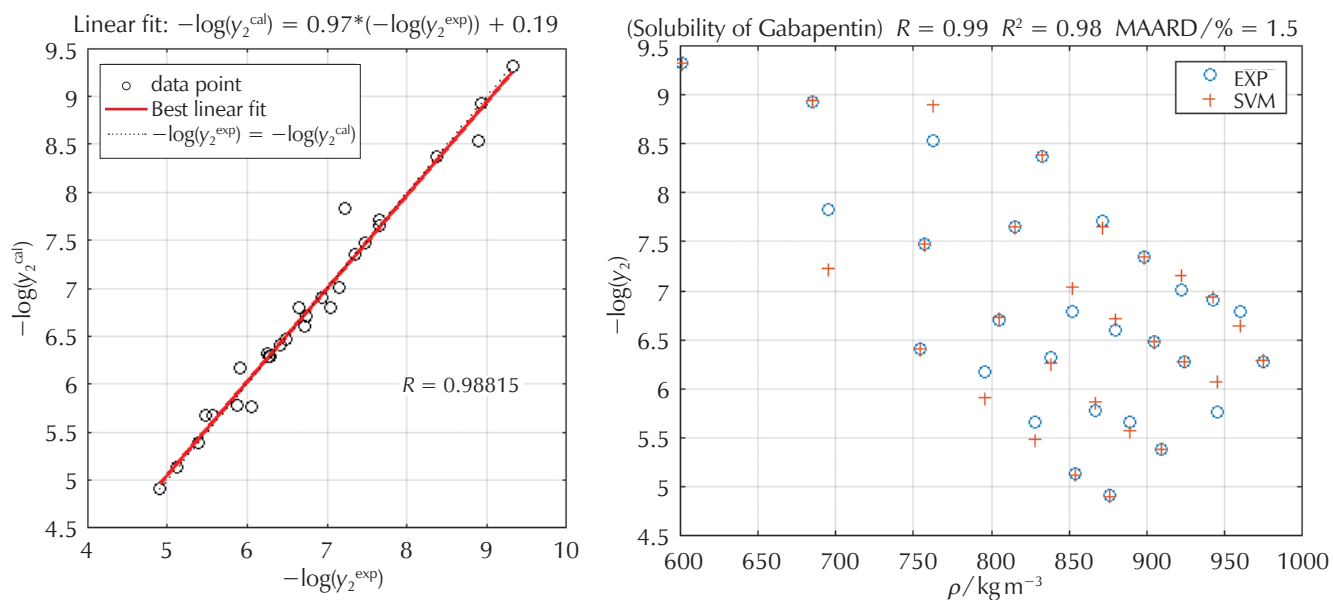 Linear fit: −log(y₂ᶜᵃˡ) = 0.97*(−log(y₂ᵉˣᵖ)) + 0.19
9.5
9
8.5
8
7.5
7
6.5
6
5.5
5
4.5
−log(y₂ᶜᵃˡ)
data point
Best linear fit
−log(y₂ᵉˣᵖ) = −log(y₂ᶜᵃˡ)
R = 0.98815
4 5 6 7 8 9 10
−log(y₂ᵉˣᵖ)
(Solubility of Gabapentin) R = 0.99 R² = 0.98 MAARD/% = 1.5
9.5
9
8.5
8
7.5
7
6.5
6
5.5
5
4.5
−log(y₂)
EXP
SVM
600 650 700 750 800 850 900 950 1000
ρ/kg m⁻³